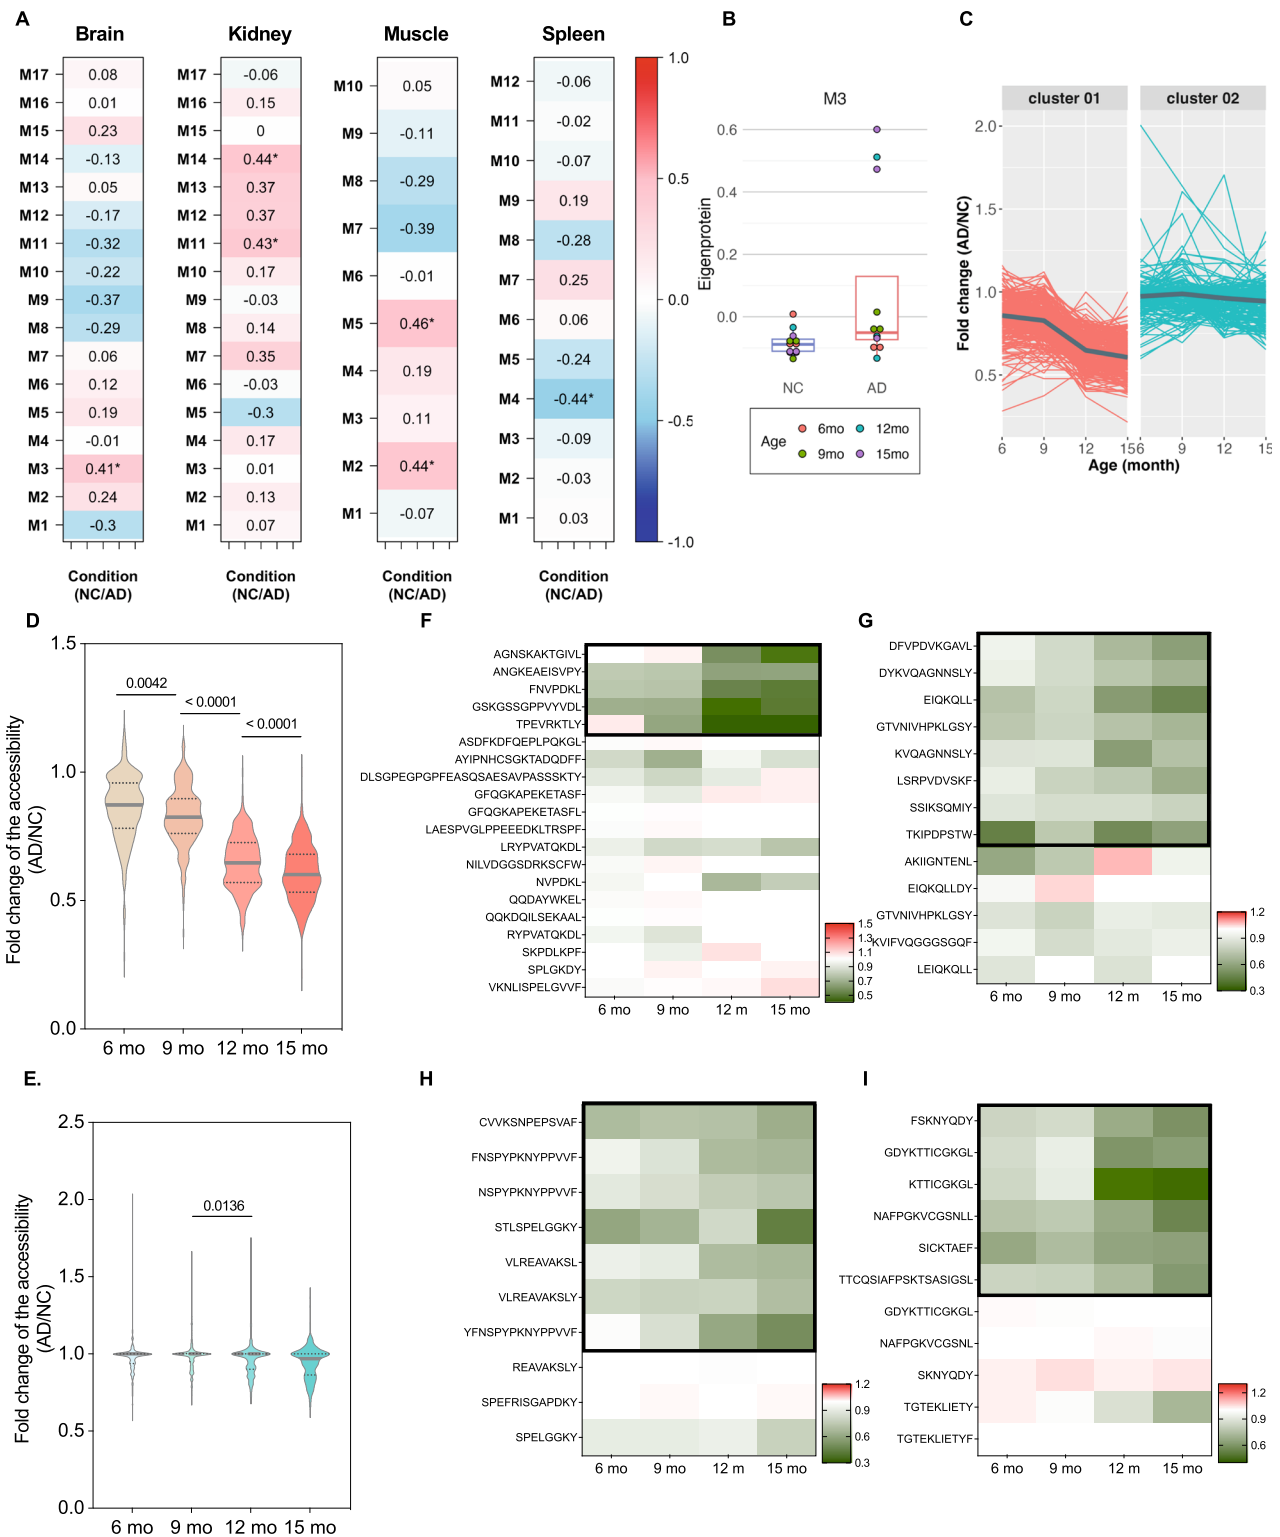 A
Brain
Kidney
Muscle
Spleen
M17 0.08
M16 0.01
M15 0.23
M14 -0.13
M13 0.05
M12 -0.17
M11 -0.32
M10 -0.22
M9 -0.37
M8 -0.29
M7 0.06
M6 0.12
M5 0.19
M4 -0.01
M3 0.41*
M2 0.24
M1 -0.3
Condition
(NC/AD)
M17 -0.06
M16 0.15
M15 0
M14 0.44*
M13 0.37
M12 0.37
M11 0.43*
M10 0.17
M9 -0.03
M8 0.14
M7 0.35
M6 -0.03
M5 -0.3
M4 0.17
M3 0.01
M2 0.13
M1 0.07
Condition
(NC/AD)
M10 0.05
M9 -0.11
M8 -0.29
M7 -0.39
M6 -0.01
M5 0.46*
M4 0.19
M3 0.11
M2 0.44*
M1 -0.07
Condition
(NC/AD)
M12 -0.06
M11 -0.02
M10 -0.07
M9 0.19
M8 -0.28
M7 0.25
M6 0.06
M5 -0.24
M4 -0.44*
M3 -0.09
M2 -0.03
M1 0.03
Condition
(NC/AD)
1.0
0.5
0.0
-0.5
-1.0
B
M3
Eigenprotein
0.6
0.4
0.2
0.0
NC AD
Age
6mo 12mo
9mo 15mo
C
cluster 01 cluster 02
Fold change (AD/NC)
2.0
1.5
1.0
0.5
6 9 12 15 6 9 12 15
Age (month)
D
Fold change of the accessibility
(AD/NC)
1.5
1.0
0.5
0.0
0.0042
< 0.0001
< 0.0001
6 mo 9 mo 12 mo 15 mo
E.
Fold change of the accessibility
(AD/NC)
2.5
2.0
1.5
1.0
0.5
0.0
0.0136
6 mo 9 mo 12 mo 15 mo
F
AGNSKAKTGIVL
ANGKEAEISVPY
FNVPDKL
GSKGSSGPPVYVDL
TPEVRKTLY
ASDFKDFQEPLPQKGL
AYIPNHCSGKTADQDFF
DLSGPEGPGPFEASQSAESAVPASSSKTY
GFQGKAPEKETASF
GFQGKAPEKETASFL
LAESPVGLPPEEEDKLTRSPF
LRYPVATQKDL
NILVDGGSDRKSCFW
NVPDKL
QQDAYWKEL
QQKDQILSEKAAL
RYPVATQKDL
SKPDLKPF
SPLGKDY
VKNLISPELGVVF
6 mo 9 mo 12 mo 15 mo
1.5
1.3
1.1
0.9
0.7
0.5
G
DFVPDVKGAVL
DYKVQAGNNSLY
EIQKQLL
GTVNIVHPKLGSY
KVQAGNNSLY
LSRPVDVSKF
SSIKSQMIY
TKIPDPSTW
AKIIGNTENL
EIQKQLLDY
GTVNIVHPKLGSY
KVIFVQGGGSGQF
LEIQKQLL
6 mo 9 mo 12 m 15 mo
1.2
0.9
0.6
0.3
H
CVVKSNPEPSVAF
FNSPYPKNYPPVVF
NSPYPKNYPPVVF
STLSPELGGKY
VLREAVAKSL
VLREAVAKSLY
YFNSPYPKNYPPVVF
REAVAKSLY
SPEFRISGAPDKY
SPELGGKY
6 mo 9 mo 12 m 15 mo
1.2
0.9
0.6
0.3
I
FSKNYQDY
GDYKTTICGKGL
KTTICGKGL
NAFPGKVCGSNLL
SICKTAEF
TTCQSIAFPSKTSASIGSL
GDYKTTICGKGL
NAFPGKVCGSNL
SKNYQDY
TGTEKLIETY
TGTEKLIETYF
6 mo 9 mo 12 mo 15 mo
1.2
0.9
0.6